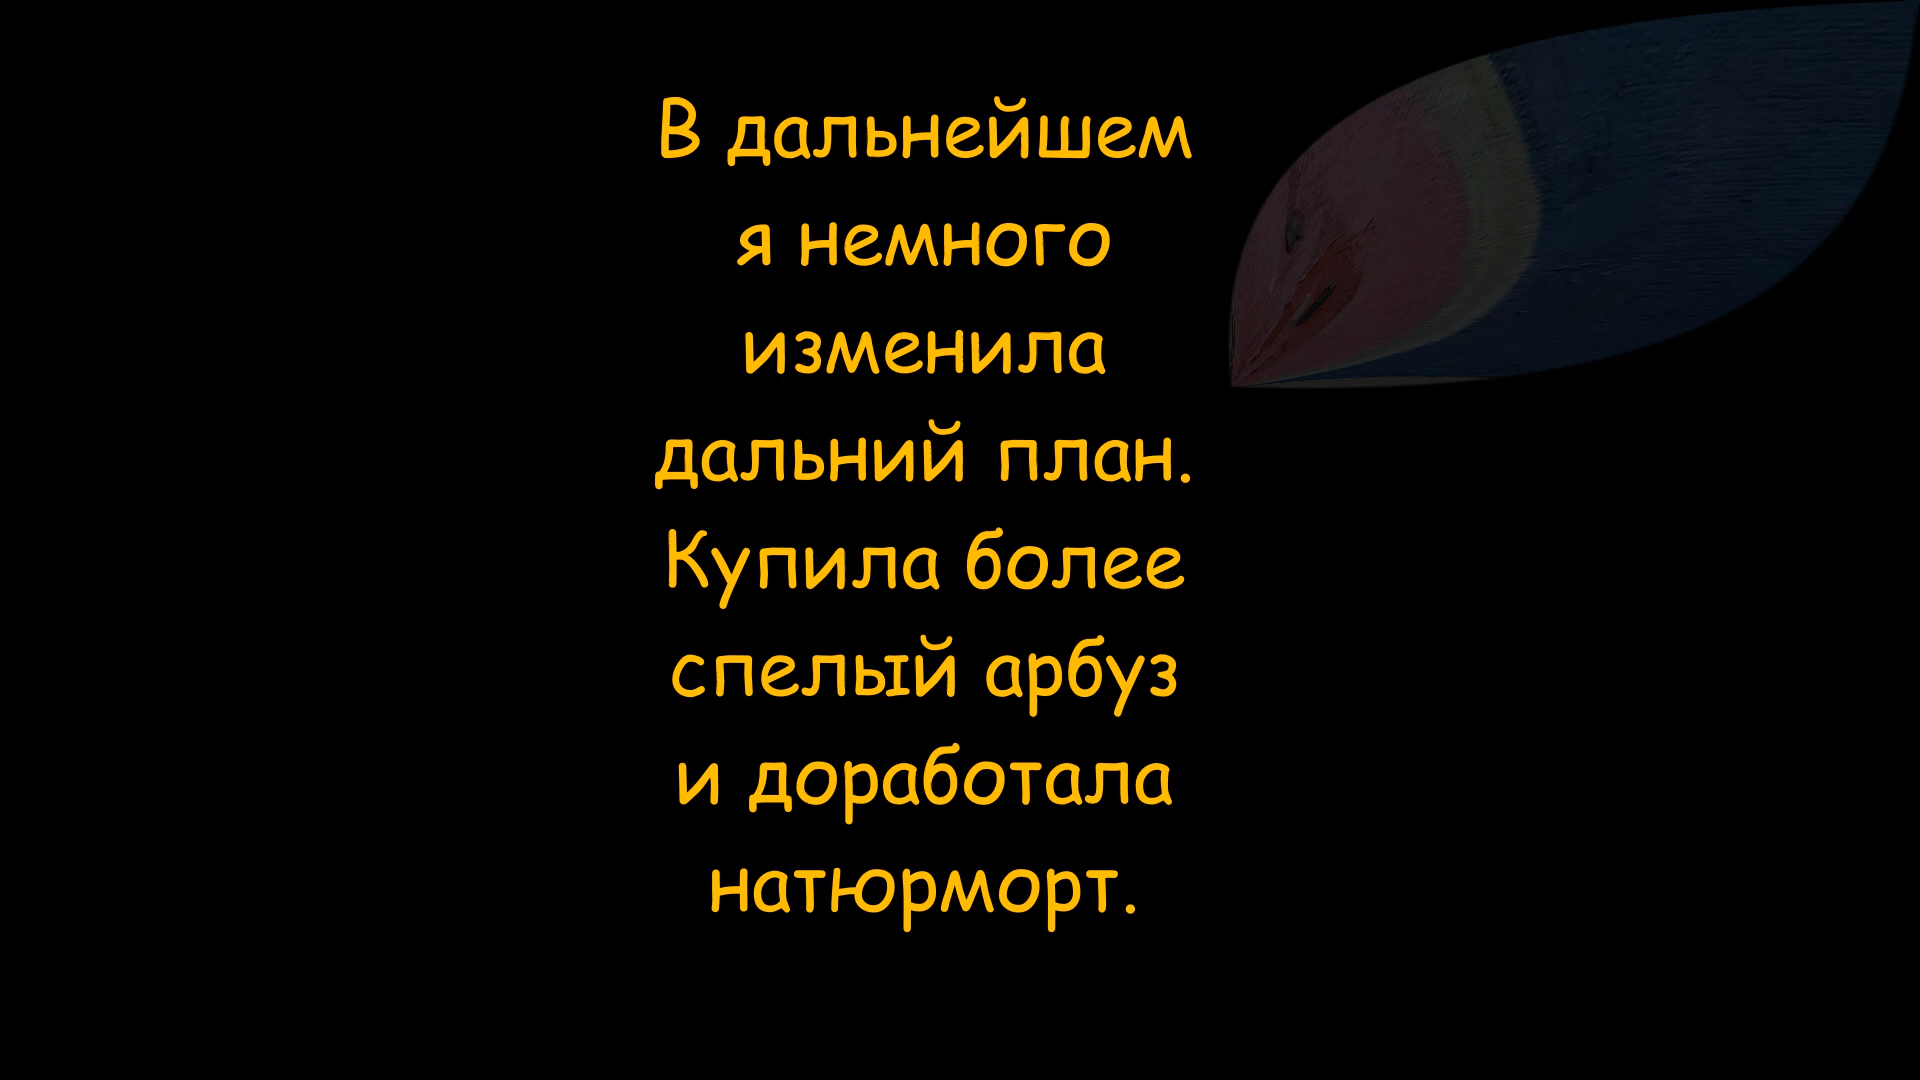 В дальнейшем
я немного
изменила
дальний план.
Купила более
спелый арбуз
и доработала
натюрморт.